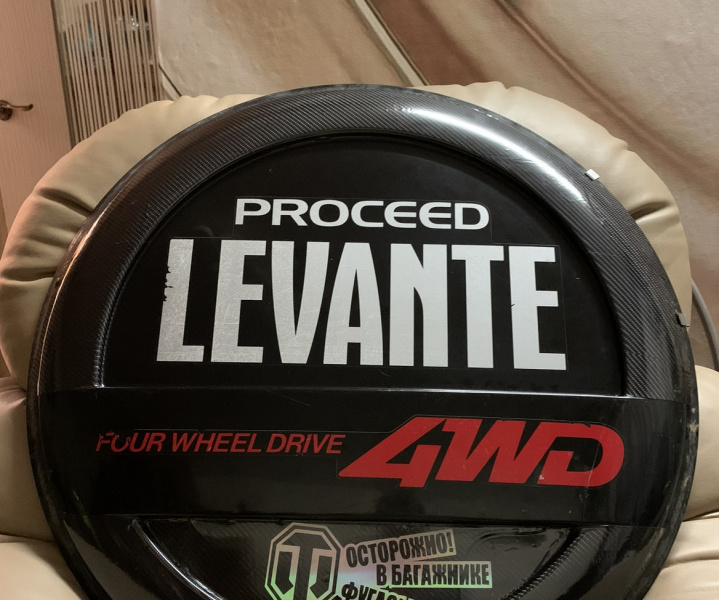 PROCEED
LEVANTE
FOUR WHEEL DRIVE 4WD
ОСТОРОЖНО!
В БАГАЖНИКЕ